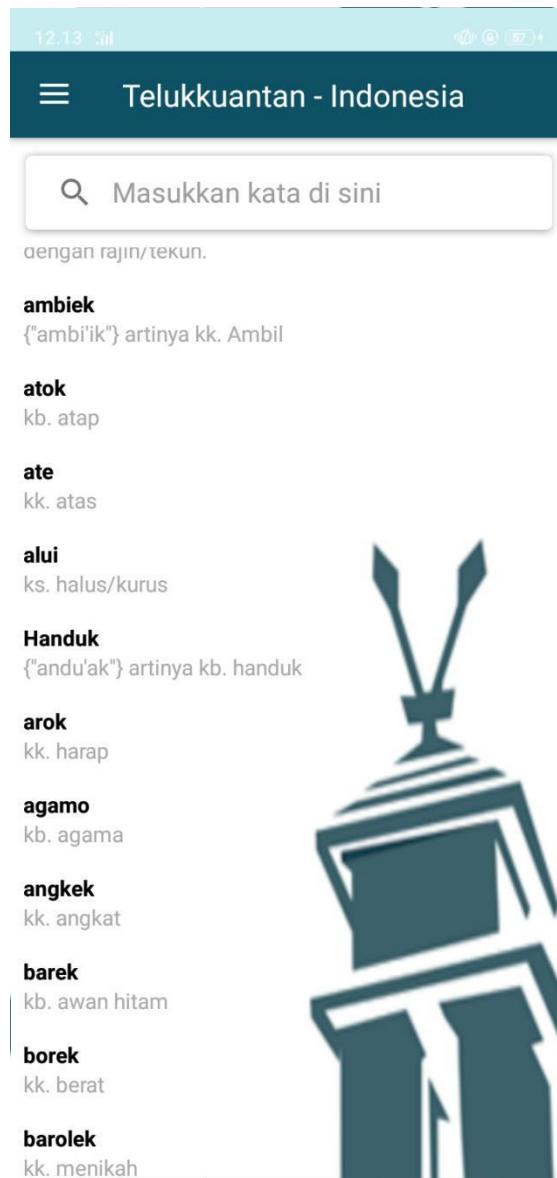 12.13
57
Telukkuantan - Indonesia
Masukkan kata di sini
dengan rajin/tekun.
ambiek
{"ambi'ik"} artinya kk. Ambil
atok
kb. atap
ate
kk. atas
alui
ks. halus/kurus
Handuk
{"andu'ak"} artinya kb. handuk
arok
kk. harap
agamo
kb. agama
angkek
kk. angkat
barek
kb. awan hitam
borek
kk. berat
barolek
kk. menikah